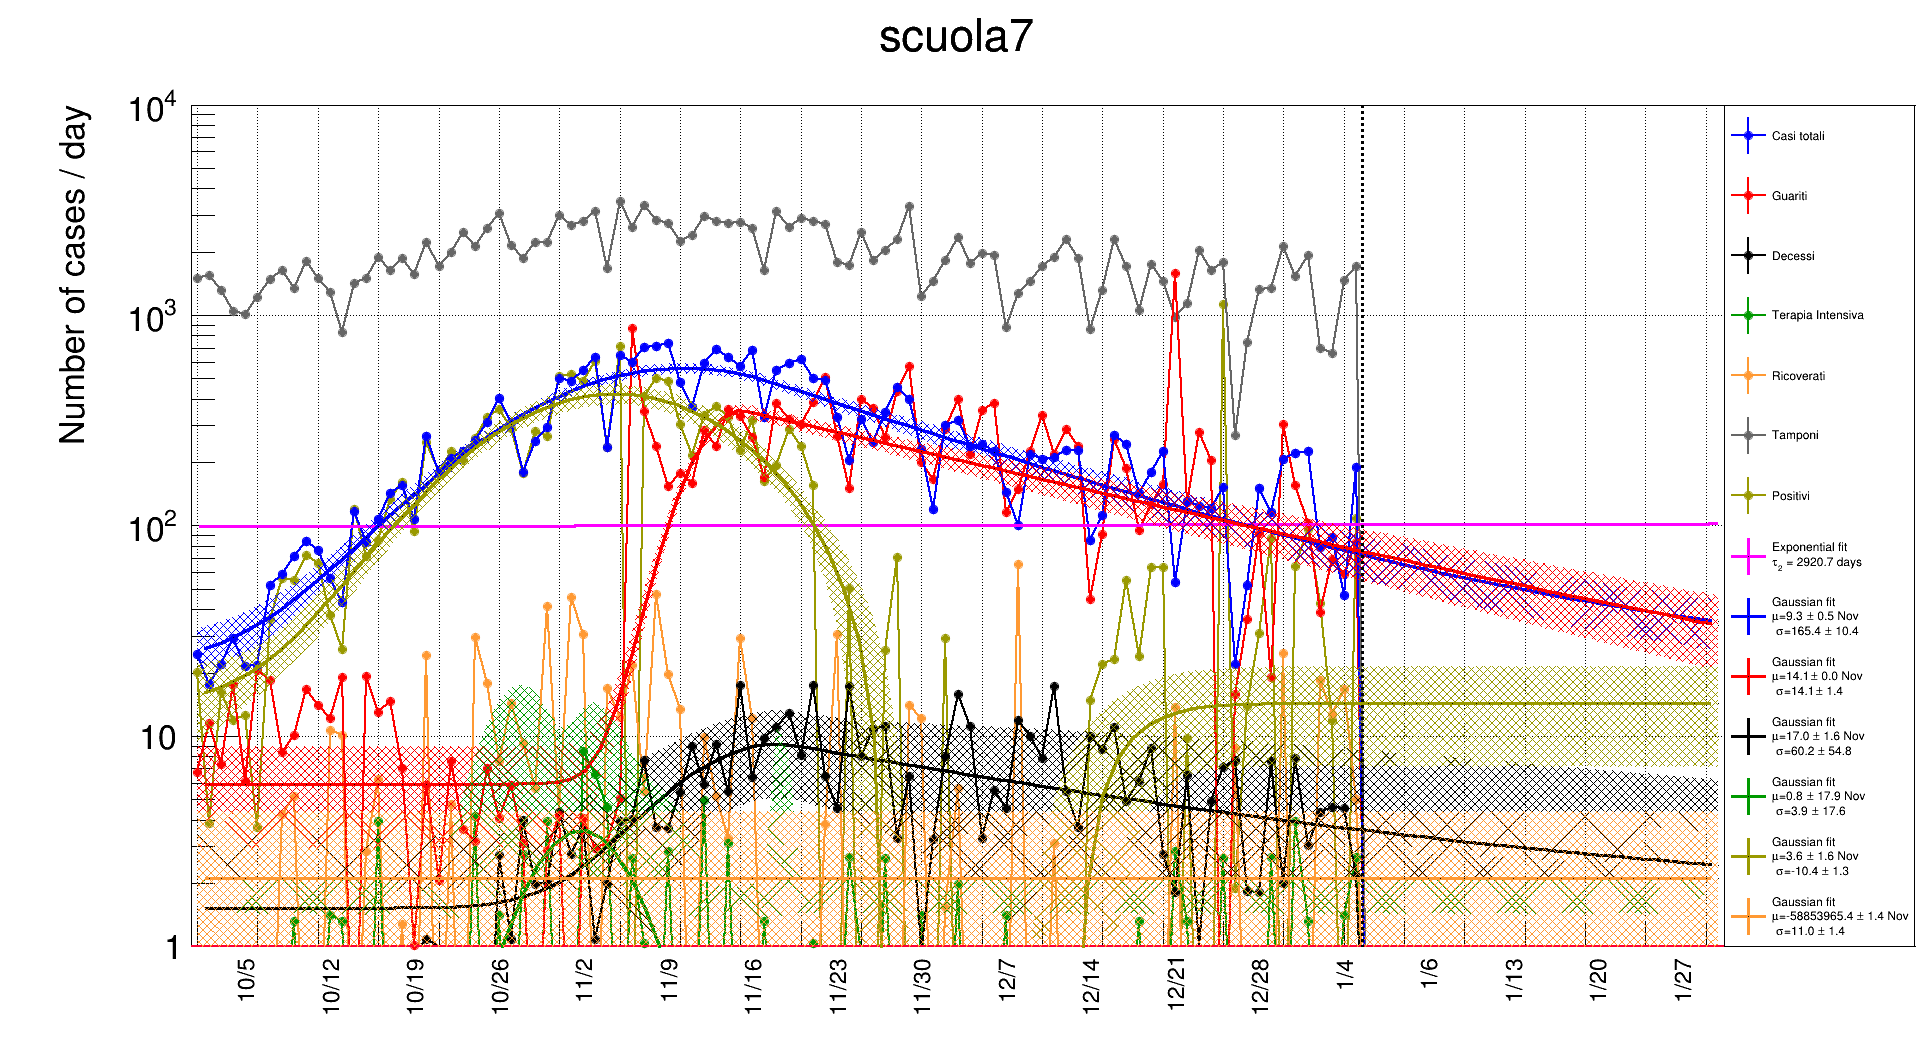 scuola7
Number of cases / day
10^4
10^3
10^2
10
1
10/5
10/12
10/19
10/26
11/2
11/9
11/16
11/23
11/30
12/7
12/14
12/21
12/28
1/4
1/6
1/13
1/20
1/27
Casi totali
Guariti
Decessi
Terapia Intensiva
Ricoverati
Tamponi
Positivi
Exponential fit
τ₂ = 2920.7 days
Gaussian fit
μ=9.3 ± 0.5 Nov
σ=165.4 ± 10.4
Gaussian fit
μ=14.1 ± 0.0 Nov
σ=14.1 ± 1.4
Gaussian fit
μ=17.0 ± 1.6 Nov
σ=60.2 ± 54.8
Gaussian fit
μ=0.8 ± 17.9 Nov
σ=3.9 ± 17.6
Gaussian fit
μ=3.6 ± 1.6 Nov
σ=-10.4 ± 1.3
Gaussian fit
μ=-58853965.4 ± 1.4 Nov
σ=11.0 ± 1.4